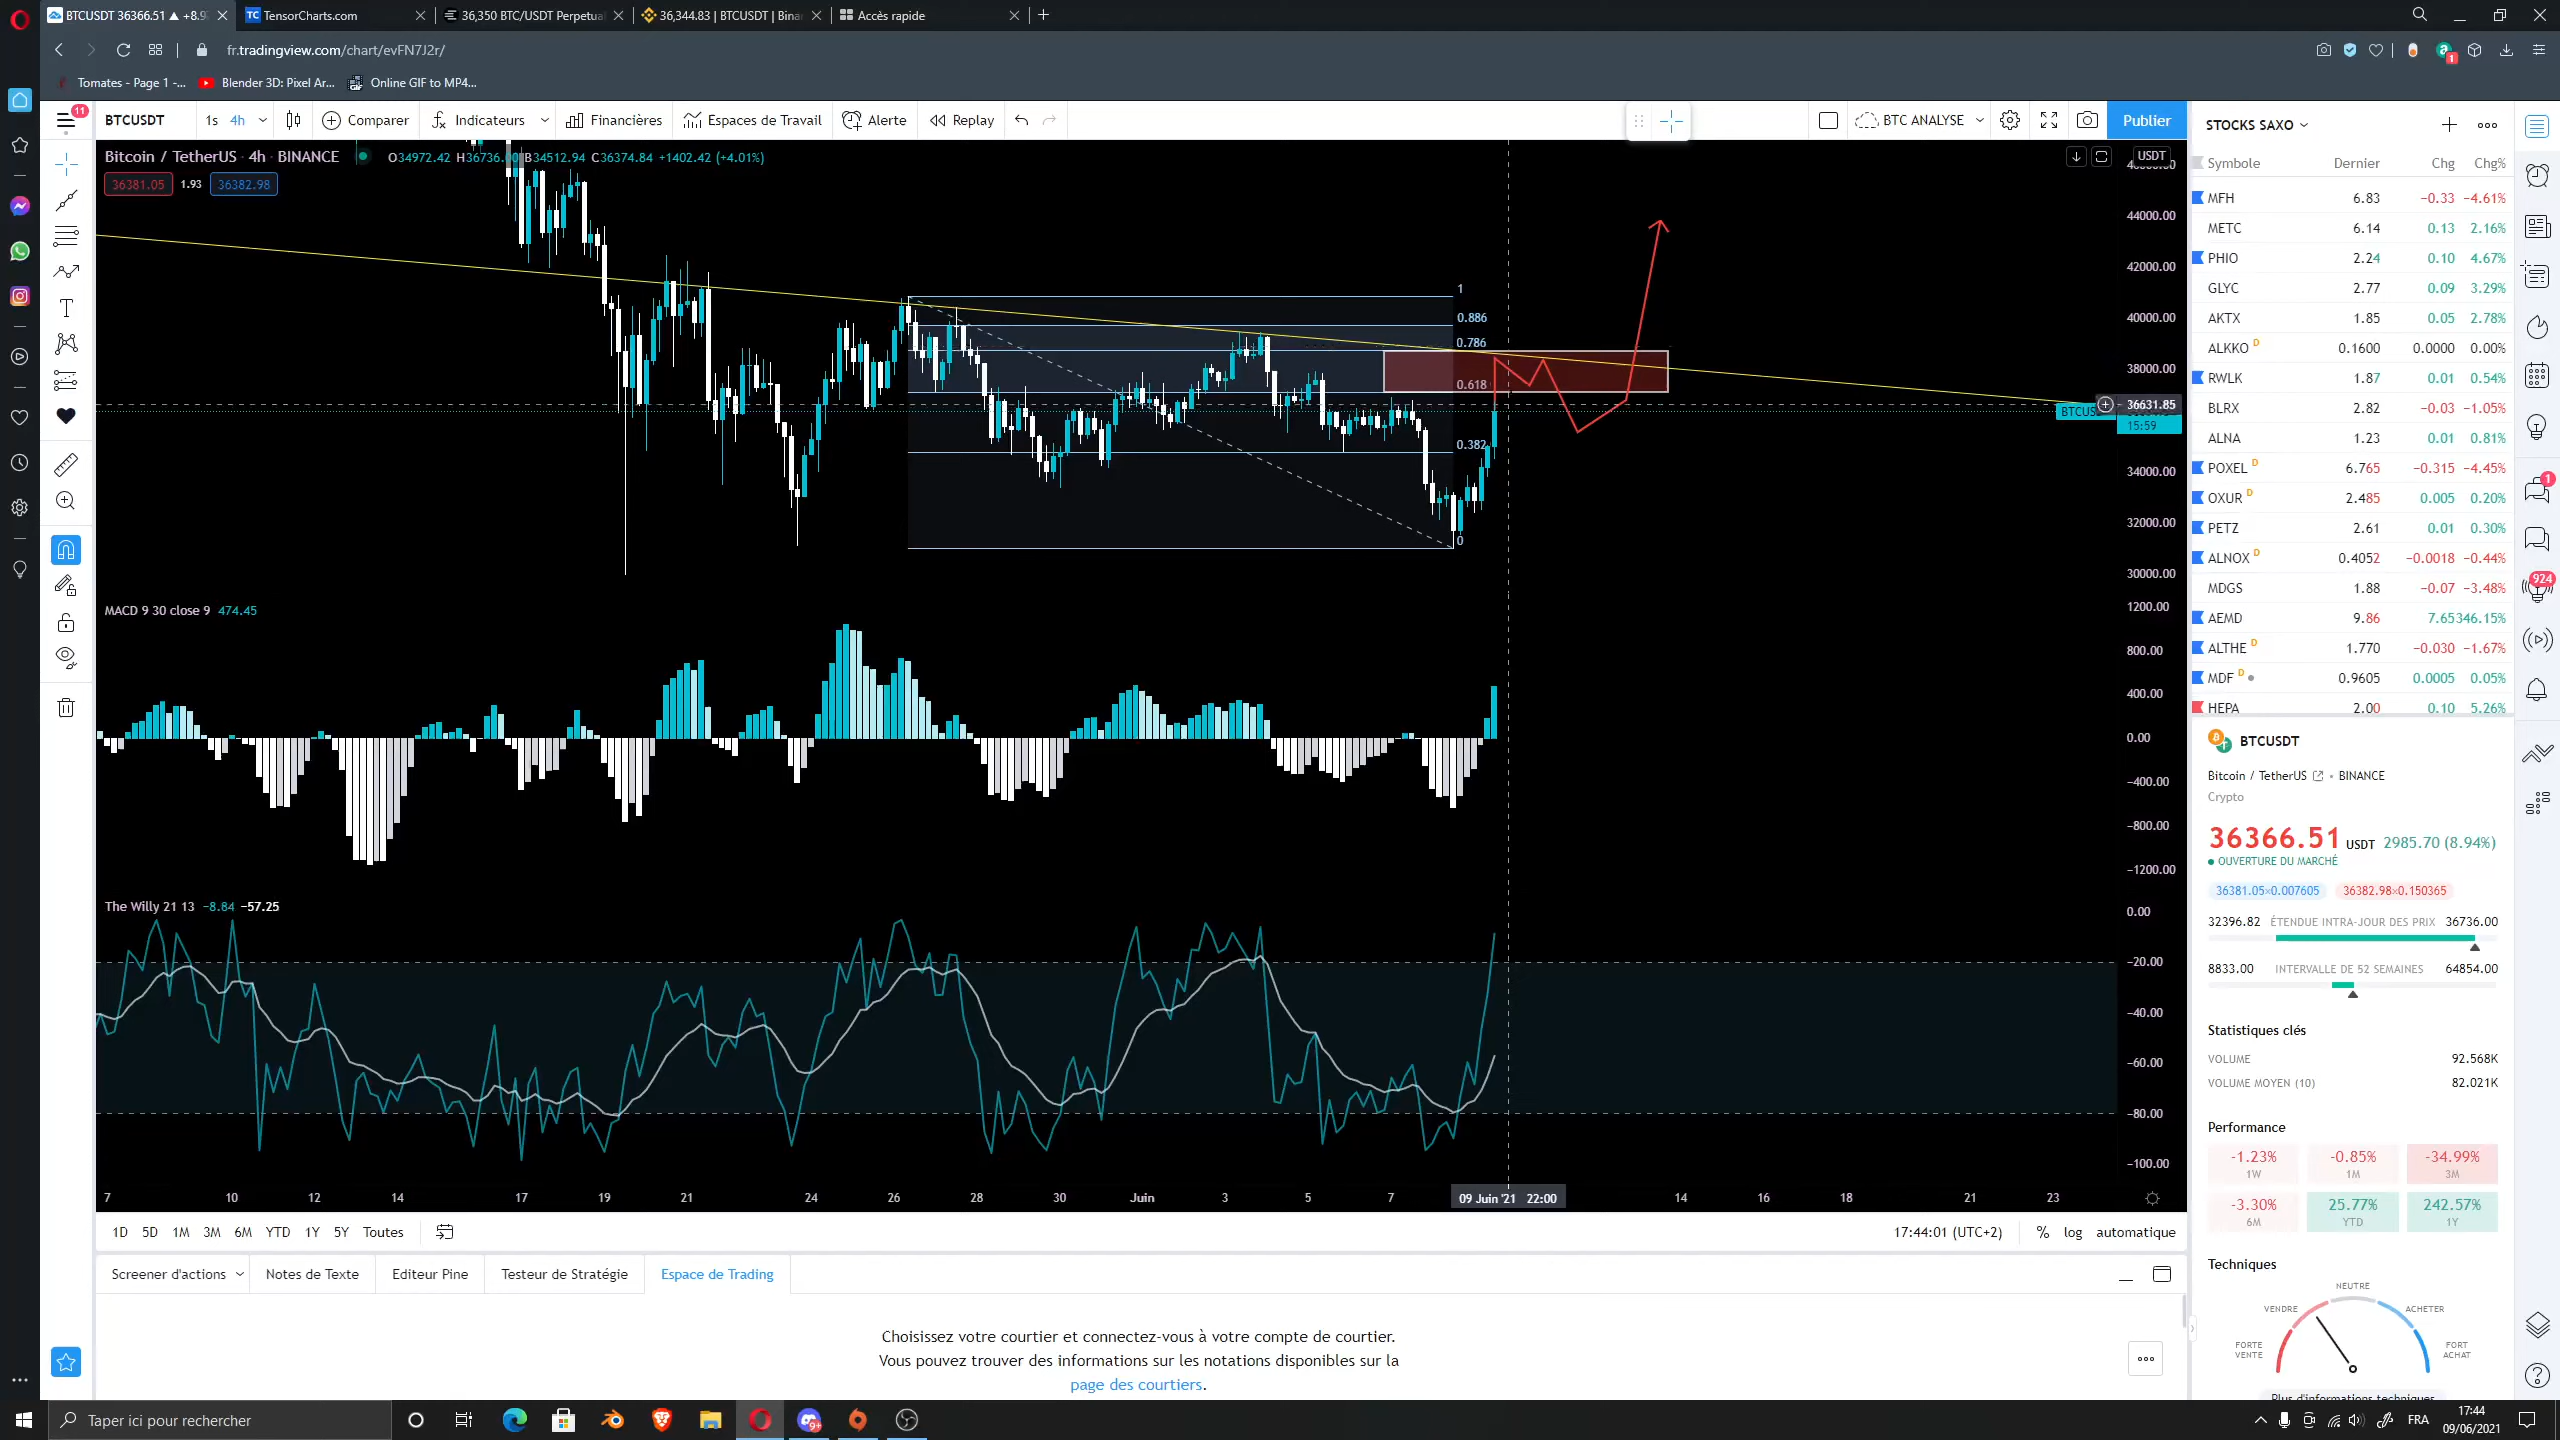 BTCUSDT 36366.51 ▲ +8.9
TensorCharts.com
36,350 BTC/USDT Perpetual
36,344.83 | BTCUSDT | Binan
Accès rapide
fr.tradingview.com/chart/evFN7J2r/
Tomates - Page 1 -...
Blender 3D: Pixel Ar...
Online GIF to MP4...
11
BTCUSDT
1s
4h
Comparer
Indicateurs
Financières
Espaces de Travail
Alerte
Replay
BTC ANALYSE
Publier
Bitcoin / TetherUS · 4h · BINANCE
O34972.42 H36736.00 B34512.94 C36374.84 +1402.42 (+4.01%)
36381.05
1.93
36382.98
USDT
44000.00
42000.00
40000.00
38000.00
36631.85
BTCUS
15:59
34000.00
32000.00
30000.00
1
0.886
0.786
0.618
0.382
0
MACD 9 30 close 9 474.45
1200.00
800.00
400.00
0.00
−400.00
−800.00
−1200.00
The Willy 21 13 −8.84 −57.25
0.00
−20.00
−40.00
−60.00
−80.00
−100.00
7 10 12 14 17 19 21 24 26 28 30 Juin 3 5 7 09 Juin '21 22:00 14 16 18 21 23
1D 5D 1M 3M 6M YTD 1Y 5Y Toutes
17:44:01 (UTC+2)
% log automatique
Screener d'actions
Notes de Texte
Editeur Pine
Testeur de Stratégie
Espace de Trading
Choisissez votre courtier et connectez-vous à votre compte de courtier.
Vous pouvez trouver des informations sur les notations disponibles sur la
page des courtiers.
STOCKS SAXO
Symbole Dernier Chg Chg%
MFH 6.83 −0.33 −4.61%
METC 6.14 0.13 2.16%
PHIO 2.24 0.10 4.67%
GLYC 2.77 0.09 3.29%
AKTX 1.85 0.05 2.78%
ALKKO D 0.1600 0.0000 0.00%
RWLK 1.87 0.01 0.54%
BLRX 2.82 −0.03 −1.05%
ALNA 1.23 0.01 0.81%
POXEL D 6.765 −0.315 −4.45%
OXUR D 2.485 0.005 0.20%
PETZ 2.61 0.01 0.30%
ALNOX D 0.4052 −0.0018 −0.44%
MDGS 1.88 −0.07 −3.48%
AEMD 9.86 7.65346.15%
ALTHE D 1.770 −0.030 −1.67%
MDF D 0.9605 0.0005 0.05%
HEPA 2.00 0.10 5.26%
BTCUSDT
Bitcoin / TetherUS • BINANCE
Crypto
36366.51 USDT 2985.70 (8.94%)
OUVERTURE DU MARCHÉ
36381.05×0.007605 36382.98×0.150365
32396.82 ÉTENDUE INTRA-JOUR DES PRIX 36736.00
8833.00 INTERVALLE DE 52 SEMAINES 64854.00
Statistiques clés
VOLUME 92.568K
VOLUME MOYEN (10) 82.021K
Performance
-1.23% -0.85% -34.99%
1W 1M 3M
-3.30% 25.77% 242.57%
6M YTD 1Y
Techniques
NEUTRE
VENDRE ACHETER
FORTE VENTE
FORT ACHAT
Plus d'informations techniques
1
1
924
Taper ici pour rechercher
9+
FRA
17:44
09/06/2021